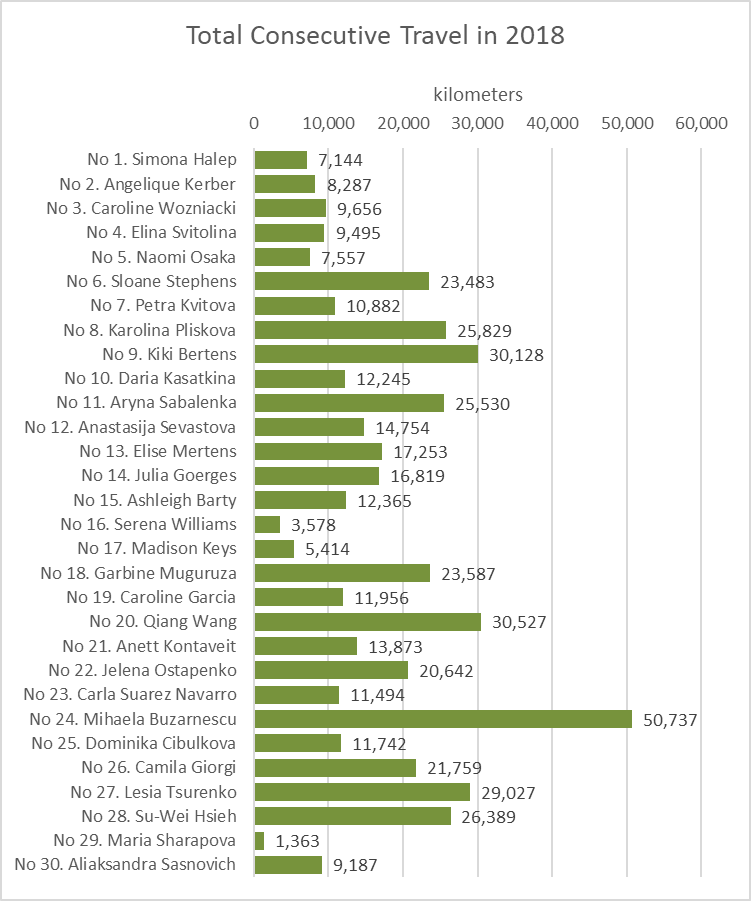 Total Consecutive Travel in 2018
kilometers
0 10,000 20,000 30,000 40,000 50,000 60,000
No 1. Simona Halep 7,144
No 2. Angelique Kerber 8,287
No 3. Caroline Wozniacki 9,656
No 4. Elina Svitolina 9,495
No 5. Naomi Osaka 7,557
No 6. Sloane Stephens 23,483
No 7. Petra Kvitova 10,882
No 8. Karolina Pliskova 25,829
No 9. Kiki Bertens 30,128
No 10. Daria Kasatkina 12,245
No 11. Aryna Sabalenka 25,530
No 12. Anastasija Sevastova 14,754
No 13. Elise Mertens 17,253
No 14. Julia Goerges 16,819
No 15. Ashleigh Barty 12,365
No 16. Serena Williams 3,578
No 17. Madison Keys 5,414
No 18. Garbine Muguruza 23,587
No 19. Caroline Garcia 11,956
No 20. Qiang Wang 30,527
No 21. Anett Kontaveit 13,873
No 22. Jelena Ostapenko 20,642
No 23. Carla Suarez Navarro 11,494
No 24. Mihaela Buzarnescu 50,737
No 25. Dominika Cibulkova 11,742
No 26. Camila Giorgi 21,759
No 27. Lesia Tsurenko 29,027
No 28. Su-Wei Hsieh 26,389
No 29. Maria Sharapova 1,363
No 30. Aliaksandra Sasnovich 9,187